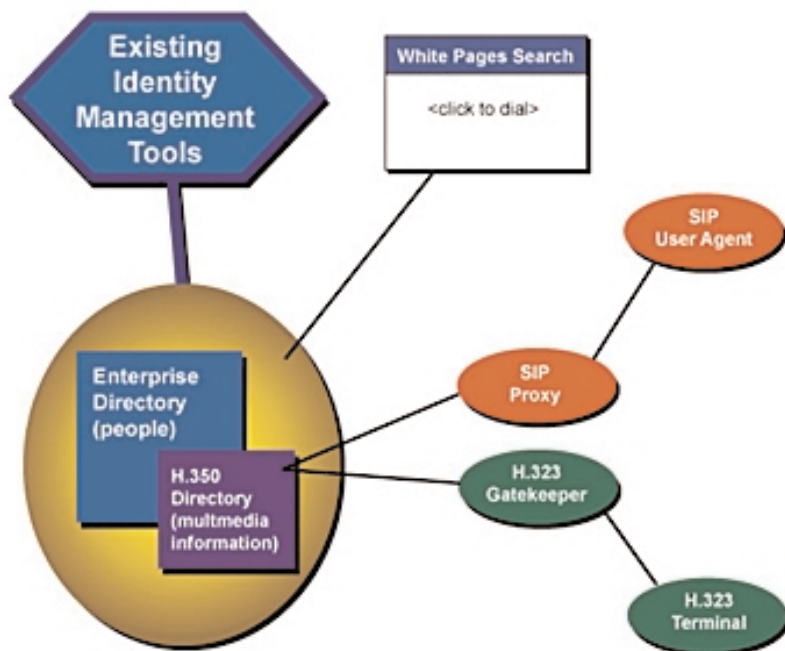 Existing
Identity
Management
Tools
White Pages Search
<click to dial>
SIP
User Agent
Enterprise
Directory
(people)
SIP
Proxy
H.350
Directory
(multmedia
information)
H.323
Gatekeeper
H.323
Terminal